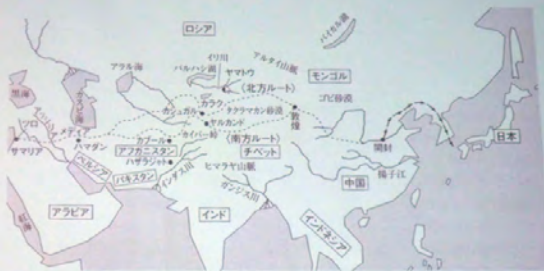 ロシア
バイカル湖
アルタイ山脈
イリ川
アラル海
バルハシ湖
ヤマトウ
モンゴル
(北方ルート)
黒海
カスピ海
カラク
カシュガル
タクラマカン砂漠
ゴビ砂漠
ヤルカンド
敦煌
ツロ
メディア
カイバー峠
カブール
(南方ルート)
開封
日本
サマリア
ハマダン
アフガニスタン
チベット
ハザラジャト
ペルシア
パキスタン
インダス川
ヒマラヤ山脈
中国
揚子江
ガンジス川
アラビア
紅海
インド
インドネシア